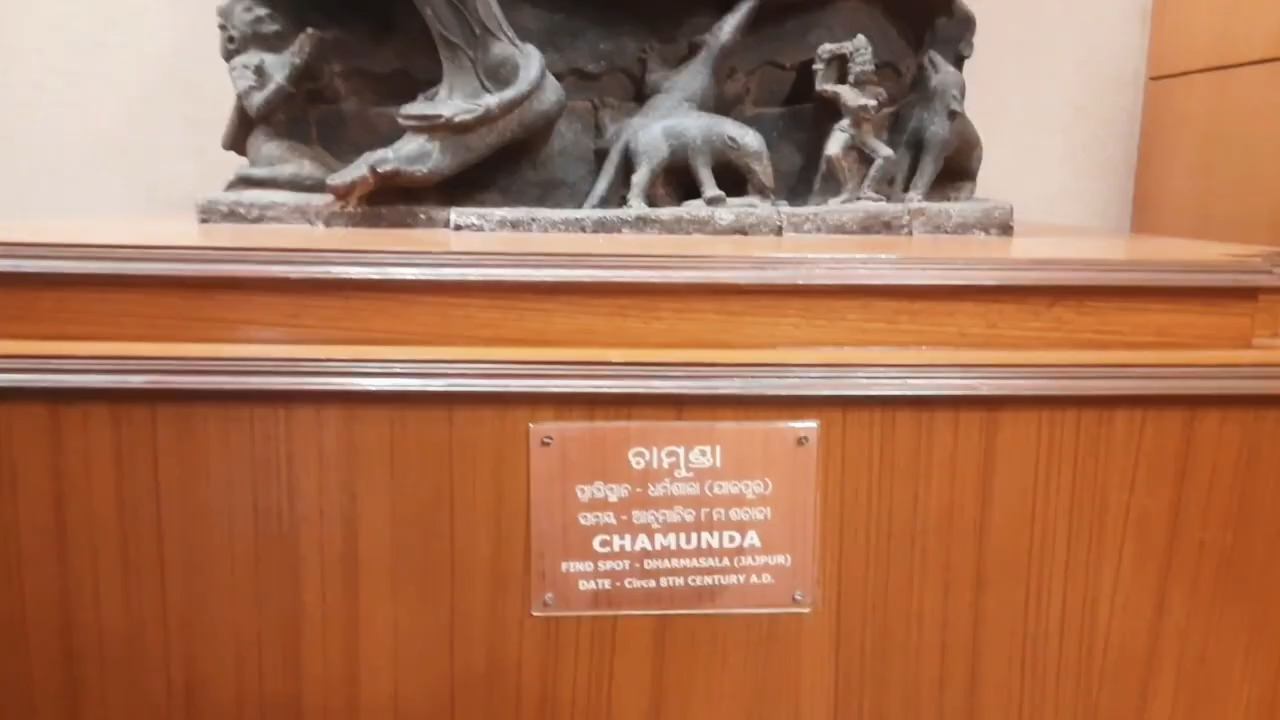 ଚାମୁଣ୍ଡା
ପ୍ରାପ୍ତିସ୍ଥାନ - ଧର୍ମଶାଳା (ଯାଜପୁର)
ସମୟ - ଆନୁମାନିକ ୮ ମ ଶତାବ୍ଦୀ
CHAMUNDA
FIND SPOT - DHARMASALA (JAJPUR)
DATE - Circa 8TH CENTURY A.D.